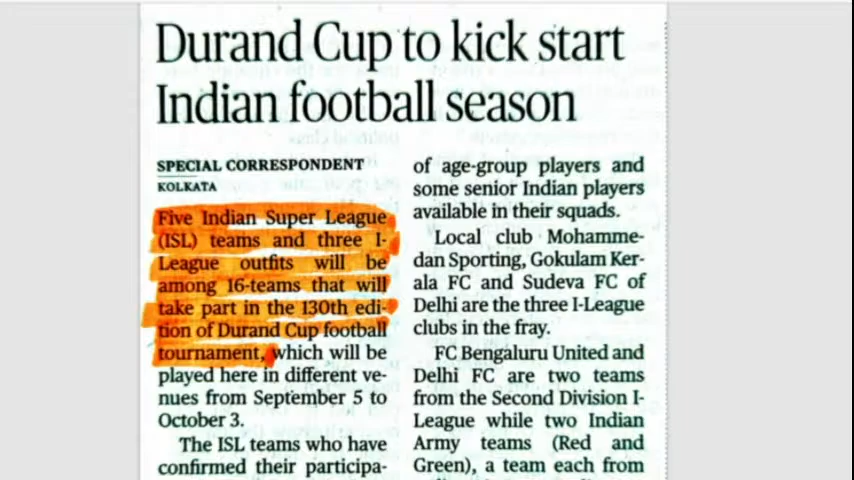 Durand Cup to kick start
Indian football season
SPECIAL CORRESPONDENT
KOLKATA
Five Indian Super League
(ISL) teams and three I-
League outfits will be
among 16-teams that will
take part in the 130th edi-
tion of Durand Cup football
tournament, which will be
played here in different ve-
nues from September 5 to
October 3.
The ISL teams who have
confirmed their participa-
of age-group players and
some senior Indian players
available in their squads.
Local club Mohamme-
dan Sporting, Gokulam Ker-
ala FC and Sudeva FC of
Delhi are the three I-League
clubs in the fray.
FC Bengaluru United and
Delhi FC are two teams
from the Second Division I-
League while two Indian
Army teams (Red and
Green), a team each from